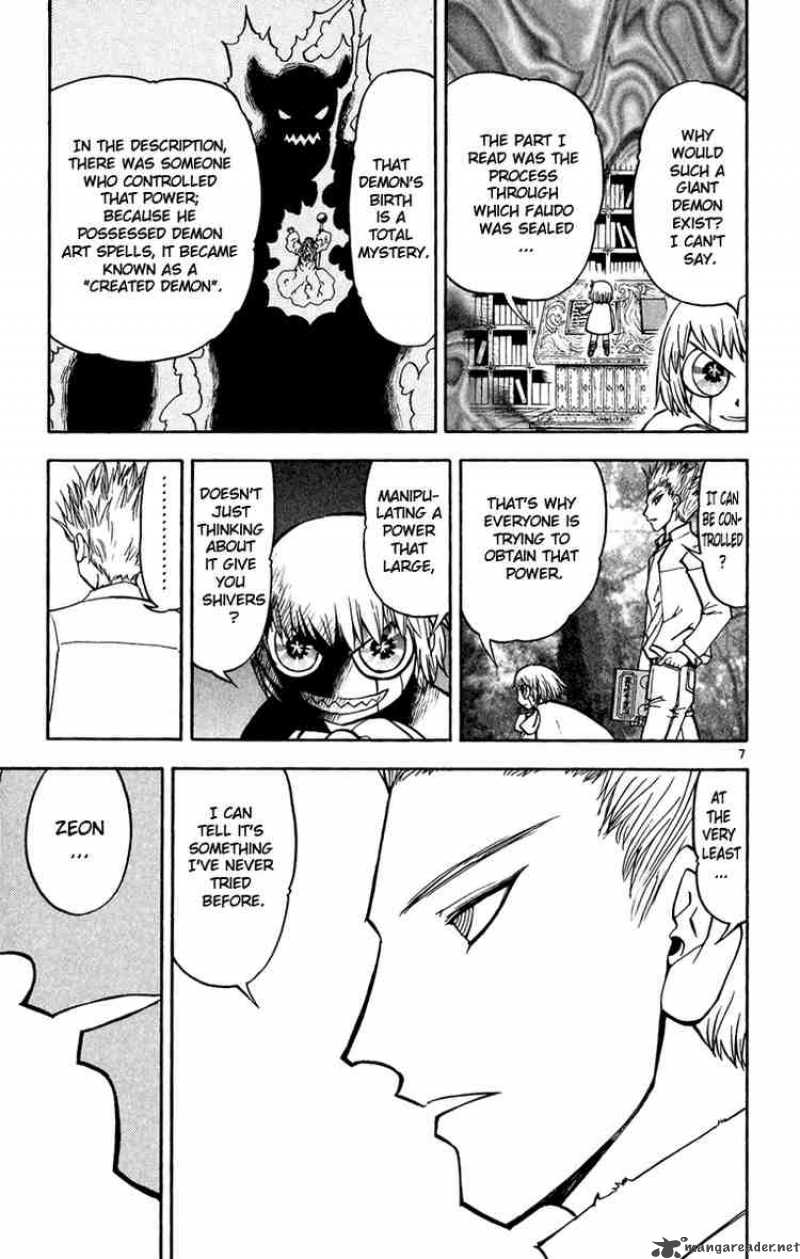 WHY
WOULD
SUCH A
GIANT
DEMON
EXIST?
I CAN'T
SAY.
THE PART I
READ WAS THE
PROCESS
THROUGH
WHICH FAUDO
WAS SEALED
...
THAT
DEMON'S
BIRTH
IS A
TOTAL
MYSTERY.
IN THE DESCRIPTION,
THERE WAS SOMEONE
WHO CONTROLLED
THAT POWER;
BECAUSE HE
POSSESSED DEMON
ART SPELLS, IT BECAME
KNOWN AS A
"CREATED DEMON".
IT CAN
BE CON-
TROLLED
?
THAT'S WHY
EVERYONE IS
TRYING TO
OBTAIN THAT
POWER.
MANIPU-
LATING A
POWER
THAT
LARGE,
DOESN'T
JUST
THINKING
ABOUT
IT GIVE
YOU
SHIVERS
?
.........
7
AT
THE
VERY
LEAST
...
I CAN
TELL IT'S
SOMETHING
I'VE NEVER
TRIED
BEFORE.
ZEON
...
mangareader.net